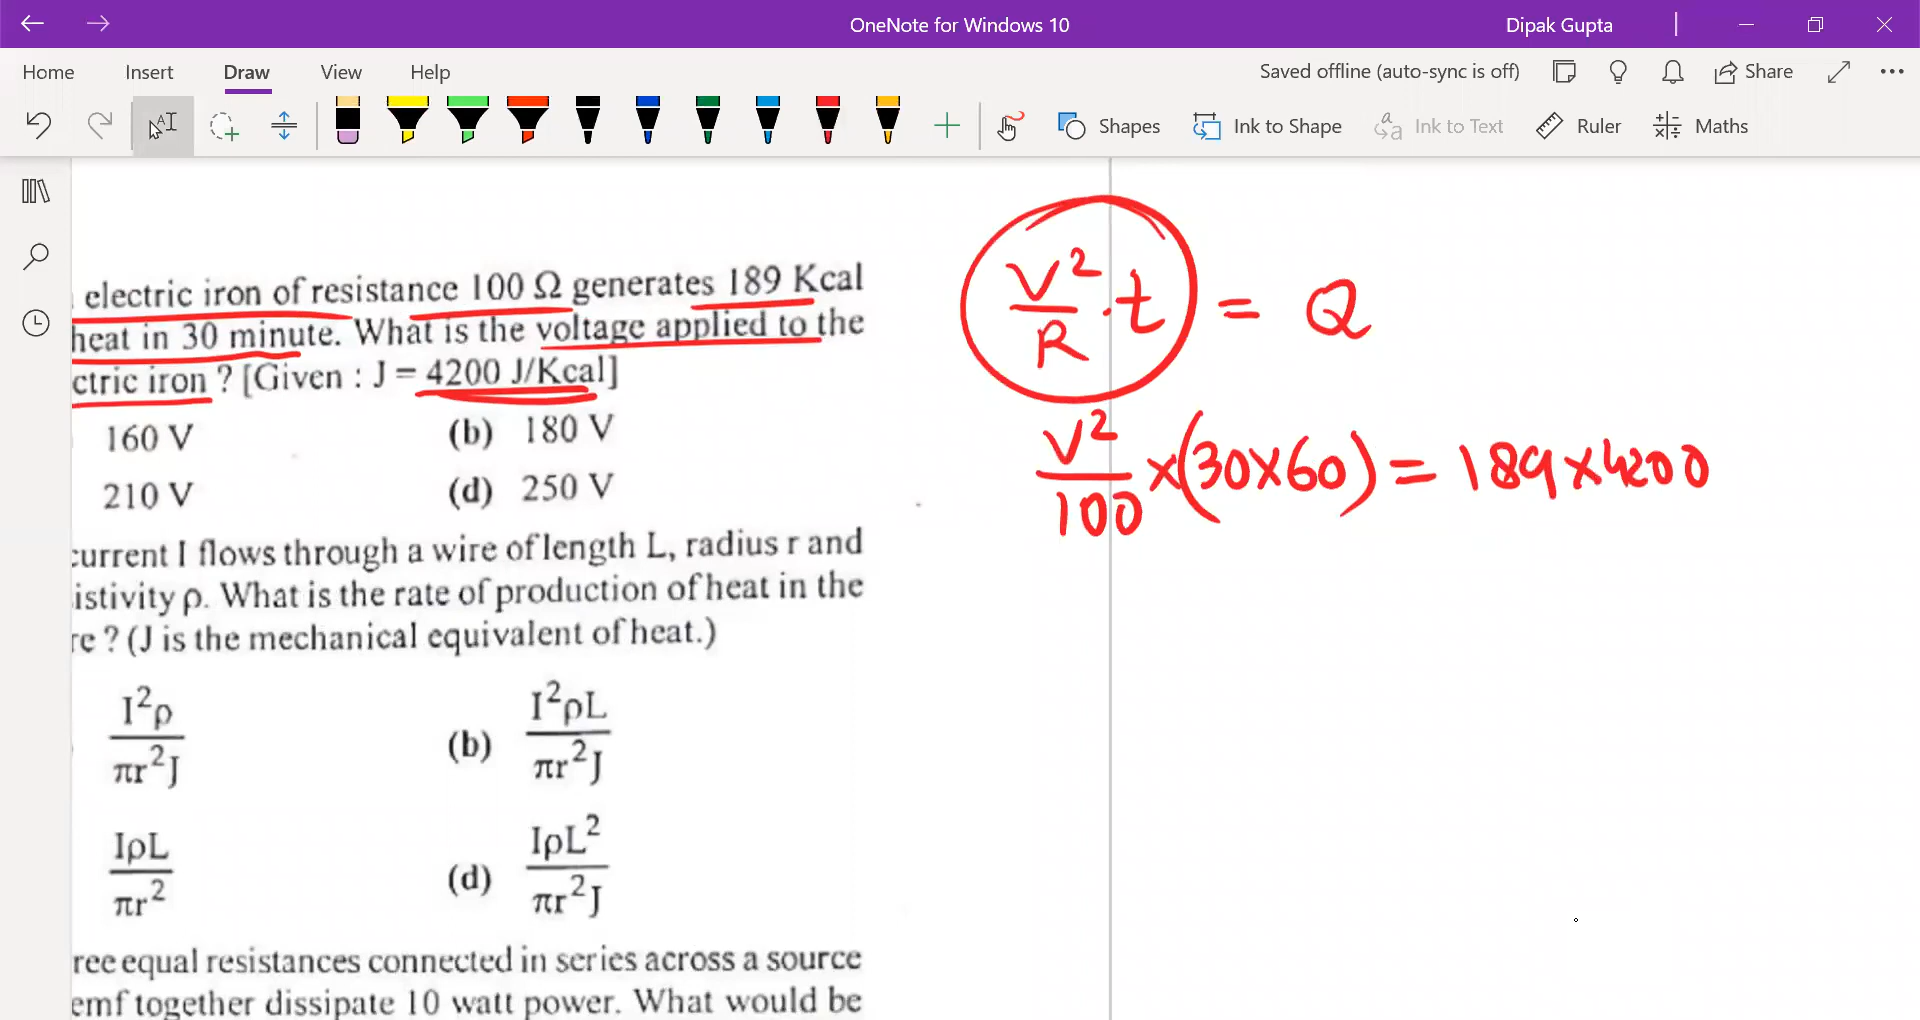 OneNote for Windows 10
Dipak Gupta
Home Insert Draw View Help
Saved offline (auto-sync is off) Share
Shapes Ink to Shape Ink to Text Ruler Maths
electric iron of resistance 100 Ω generates 189 Kcal
heat in 30 minute. What is the voltage applied to the
ctric iron ? [Given : J = 4200 J/Kcal]
160 V (b) 180 V
210 V (d) 250 V
current I flows through a wire of length L, radius r and
istivity ρ. What is the rate of production of heat in the
re ? (J is the mechanical equivalent of heat.)
I²ρ / πr²J (b) I²ρL / πr²J
IρL / πr² (d) IρL² / πr²J
ree equal resistances connected in series across a source
emf together dissipate 10 watt power. What would be
V²/R · t = Q
V²/100 × (30×60) = 189×4200